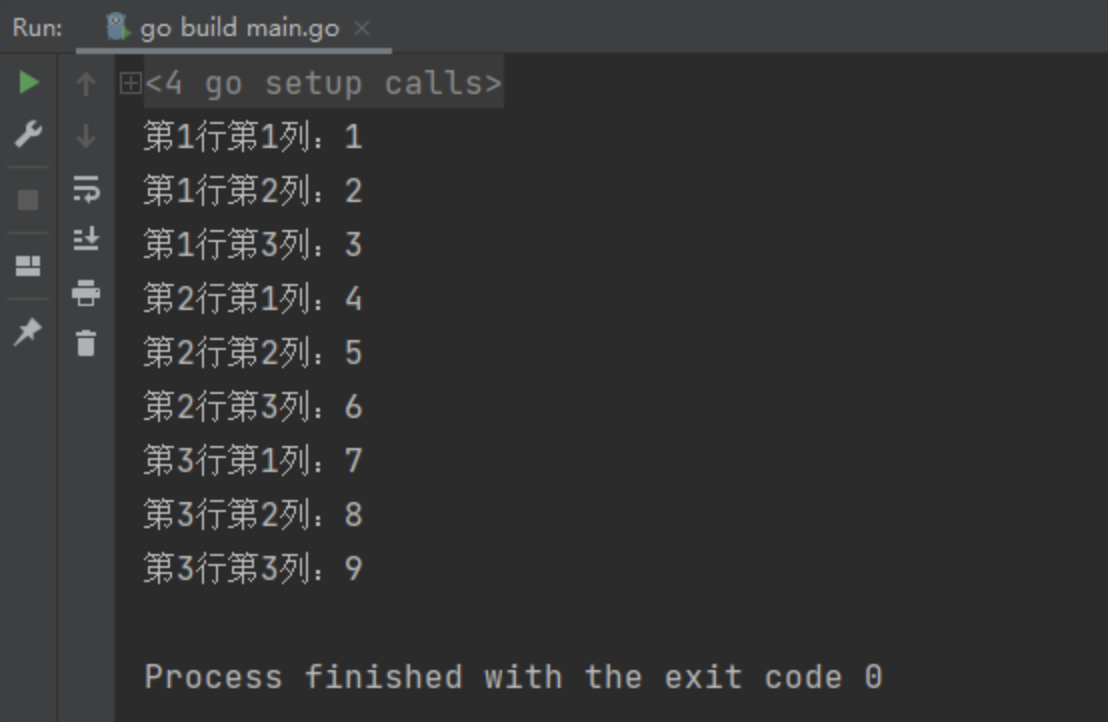 Run: go build main.go
<4 go setup calls>
第1行第1列：1
第1行第2列：2
第1行第3列：3
第2行第1列：4
第2行第2列：5
第2行第3列：6
第3行第1列：7
第3行第2列：8
第3行第3列：9
Process finished with the exit code 0